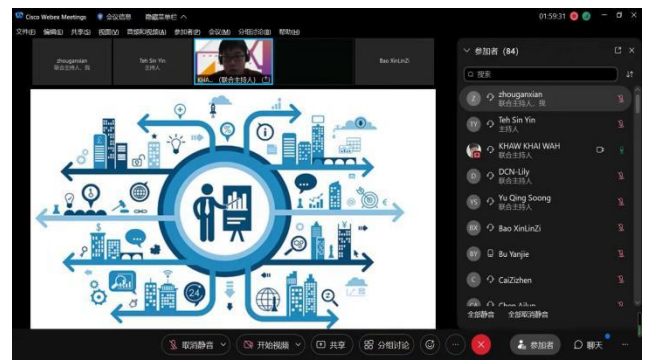 Cisco Webex Meetings
会议信息
隐藏菜单栏
01:59:31
文件(F) 编辑(E) 共享(S) 视图(V) 音频和视频(A) 参加者(P) 会议(M) 分组讨论(B) 帮助(H)
zhouganxian
联合主持人，我
Teh Sin Yin
主持人
KHA... (联合主持人)
Bao XinLinZi
24
参加者 (84)
搜索
Z zhouganxian
联合主持人，我
TY Teh Sin Yin
主持人
KHAW KHAI WAH
联合主持人
D DCN-Lily
联合主持人
YS Yu Qing Soong
联合主持人
BX Bao XinLinZi
BY Bu Yanjie
C CaiZizhen
全部静音 全部取消静音
取消静音
开始视频
共享
分组讨论
参加者
聊天